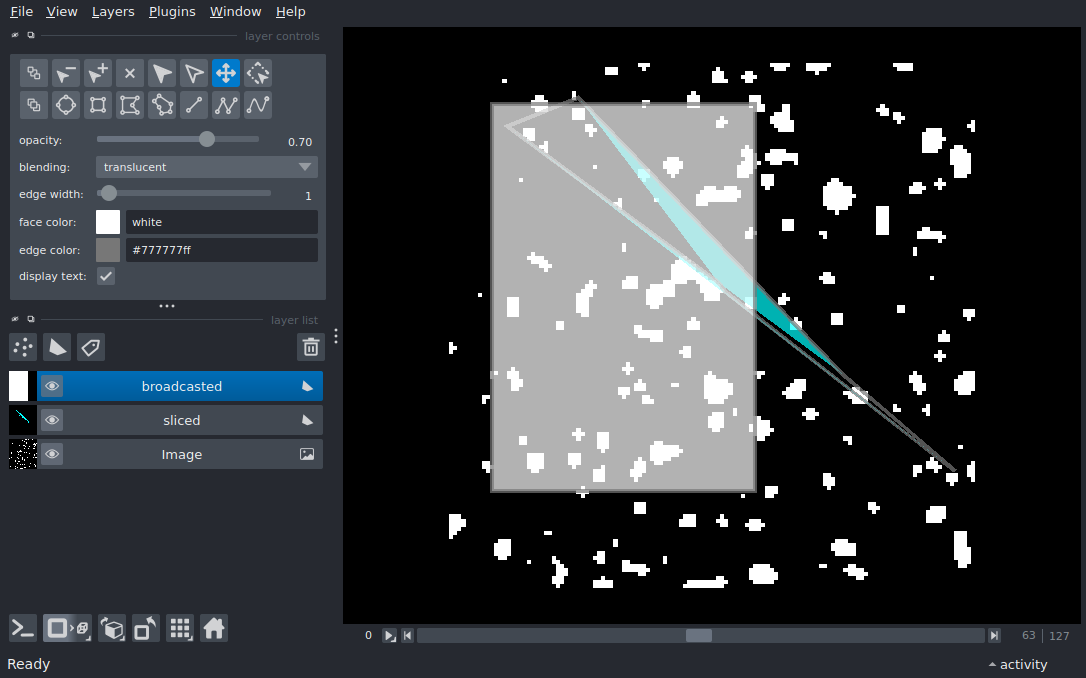 File View Layers Plugins Window Help
layer controls
opacity: 0.70
blending: translucent
edge width: 1
face color: white
edge color: #777777ff
display text:
layer list
broadcasted
sliced
Image
0 63 127
Ready activity